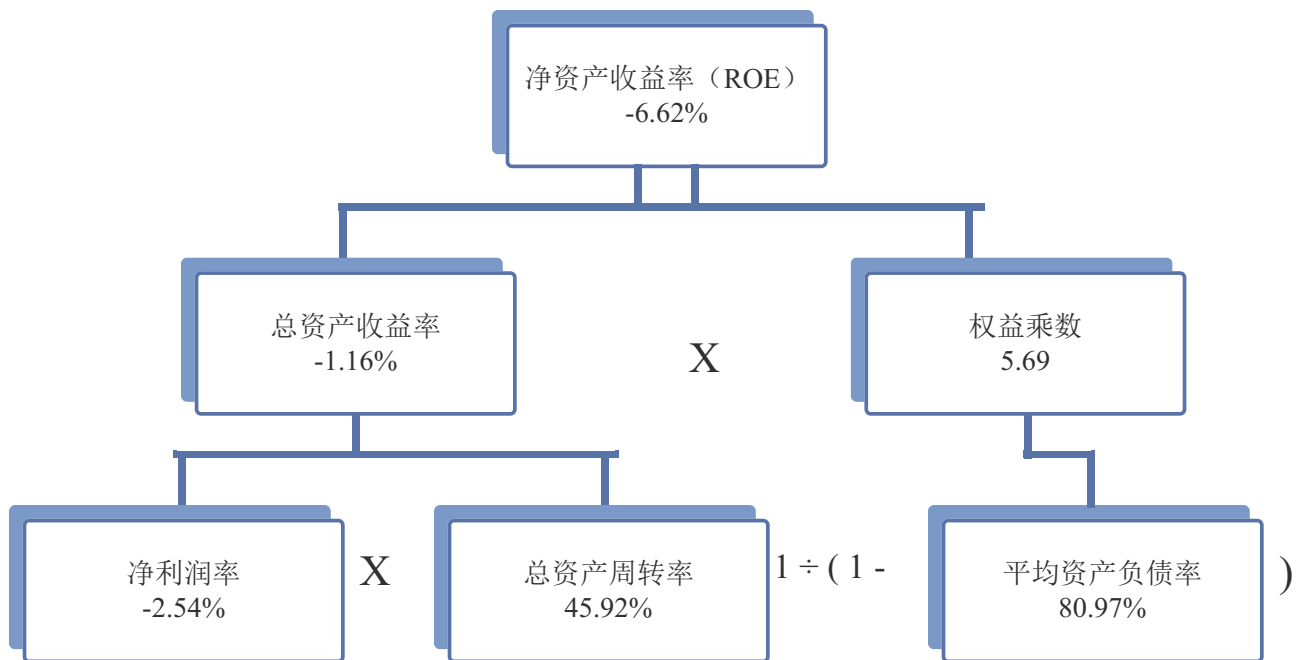 净资产收益率（ROE）
-6.62%
总资产收益率
-1.16%
X
权益乘数
5.69
净利润率
-2.54%
X
总资产周转率
45.92%
1 ÷ ( 1 -
平均资产负债率
80.97%
)